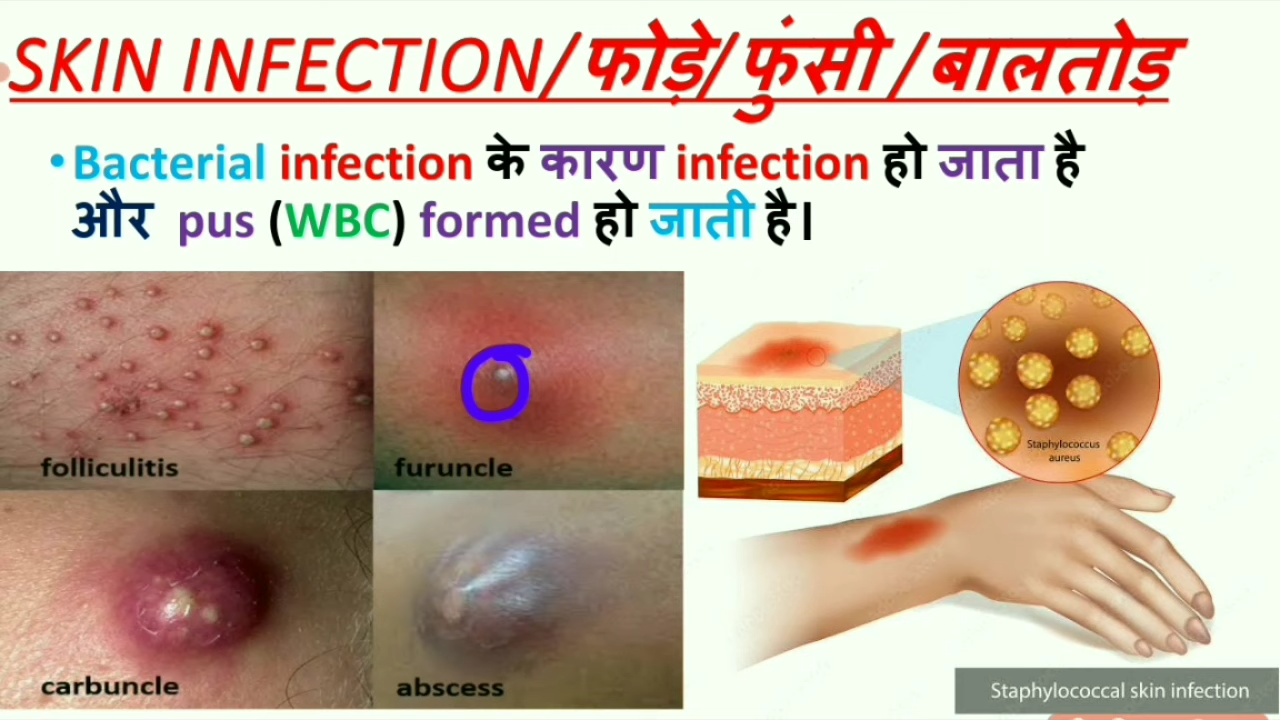 SKIN INFECTION/फोड़े/फुंसी/बालतोड़
•Bacterial infection के कारण infection हो जाता है
और pus (WBC) formed हो जाती है।
folliculitis
furuncle
carbuncle
abscess
Staphylococcus
aureus
Staphylococcal skin infection